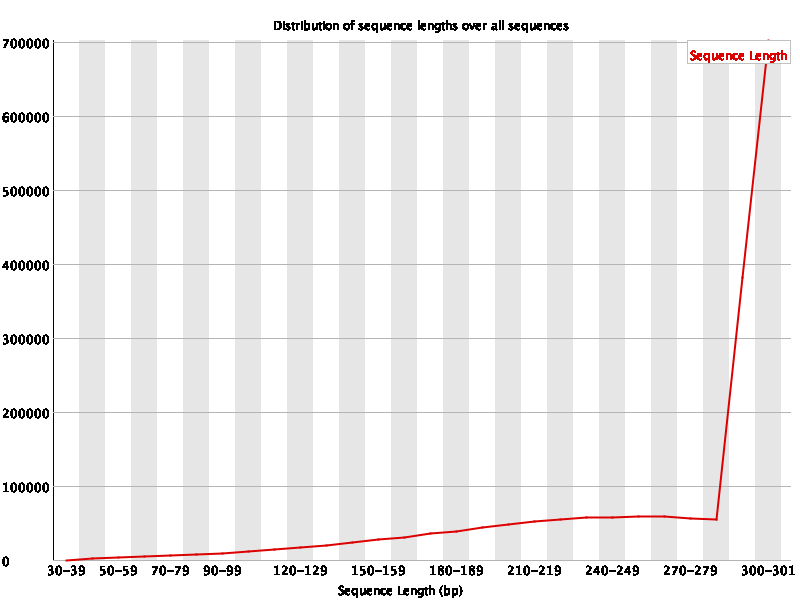 Distribution of sequence lengths over all sequences
Sequence Length
700000
600000
500000
400000
300000
200000
100000
0
30-39 50-59 70-79 90-99 120-129 150-159 180-189 210-219 240-249 270-279 300-301
Sequence Length (bp)